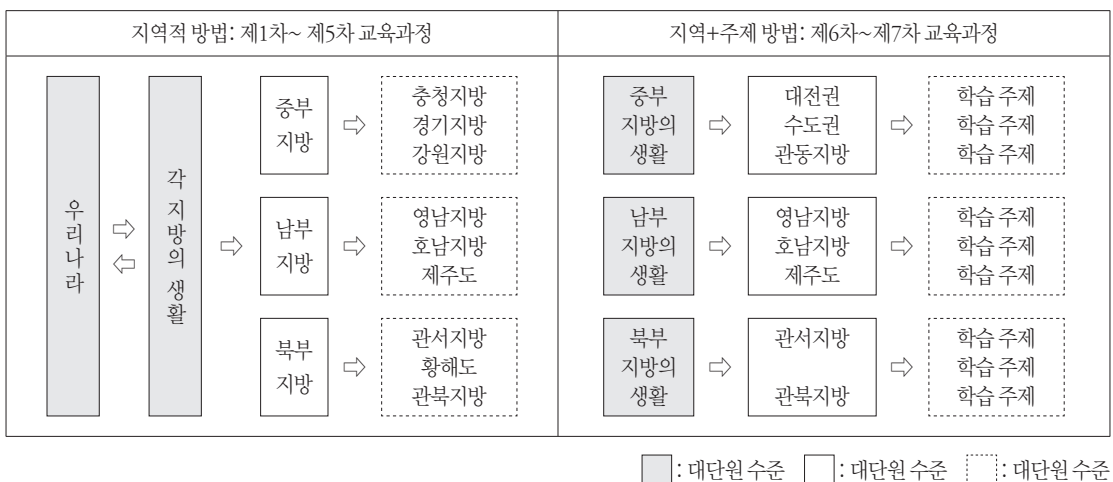 지역적 방법: 제1차~ 제5차 교육과정
우리나라
⇨
⇦
각 지방의 생활
⇨
중부
지방
⇨
충청지방
경기지방
강원지방
남부
지방
⇨
영남지방
호남지방
제주도
북부
지방
⇨
관서지방
황해도
관북지방
지역+주제 방법: 제6차~제7차 교육과정
중부
지방의
생활
⇨
대전권
수도권
관동지방
⇨
학습 주제
학습 주제
학습 주제
남부
지방의
생활
⇨
영남지방
호남지방
제주도
⇨
학습 주제
학습 주제
학습 주제
북부
지방의
생활
⇨
관서지방
관북지방
⇨
학습 주제
학습 주제
학습 주제
: 대단원 수준 : 대단원 수준 : 대단원 수준